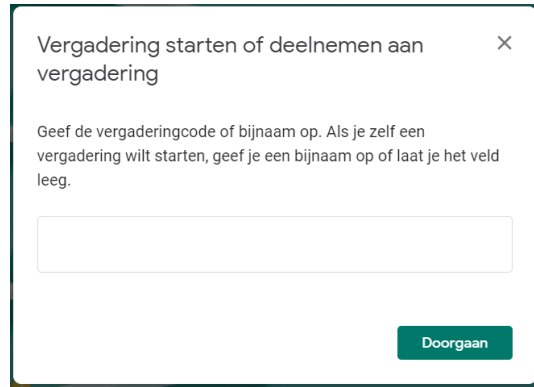 Vergadering starten of deelnemen aan
vergadering
Geef de vergaderingcode of bijnaam op. Als je zelf een
vergadering wilt starten, geef je een bijnaam op of laat je het veld
leeg.
Doorgaan